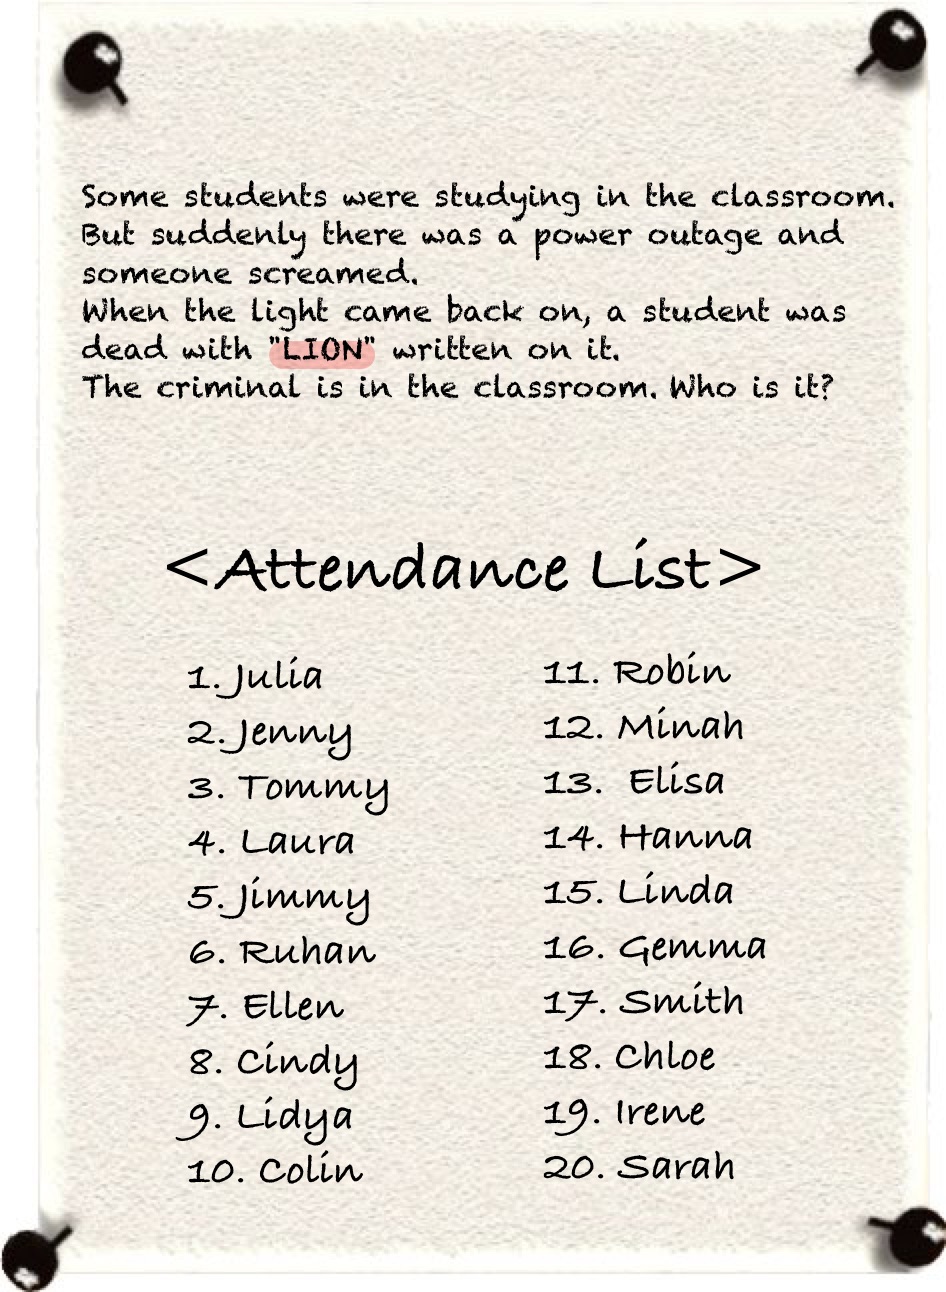 Some students were studying in the classroom.
But suddenly there was a power outage and
someone screamed.
When the light came back on, a student was
dead with "LION" written on it.
The criminal is in the classroom. Who is it?
<Attendance List>
1. Julia
2. Jenny
3. Tommy
4. Laura
5. Jimmy
6. Ruhan
7. Ellen
8. Cindy
9. Lidya
10. Colin
11. Robin
12. Minah
13. Elisa
14. Hanna
15. Linda
16. Gemma
17. Smith
18. Chloe
19. Irene
20. Sarah